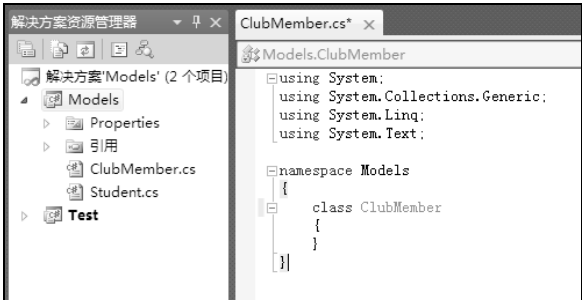 解决方案资源管理器
解决方案'Models' (2 个项目)
Models
Properties
引用
ClubMember.cs
Student.cs
Test
ClubMember.cs*
Models.ClubMember
using System;
using System.Collections.Generic;
using System.Linq;
using System.Text;
namespace Models
{
class ClubMember
{
}
}